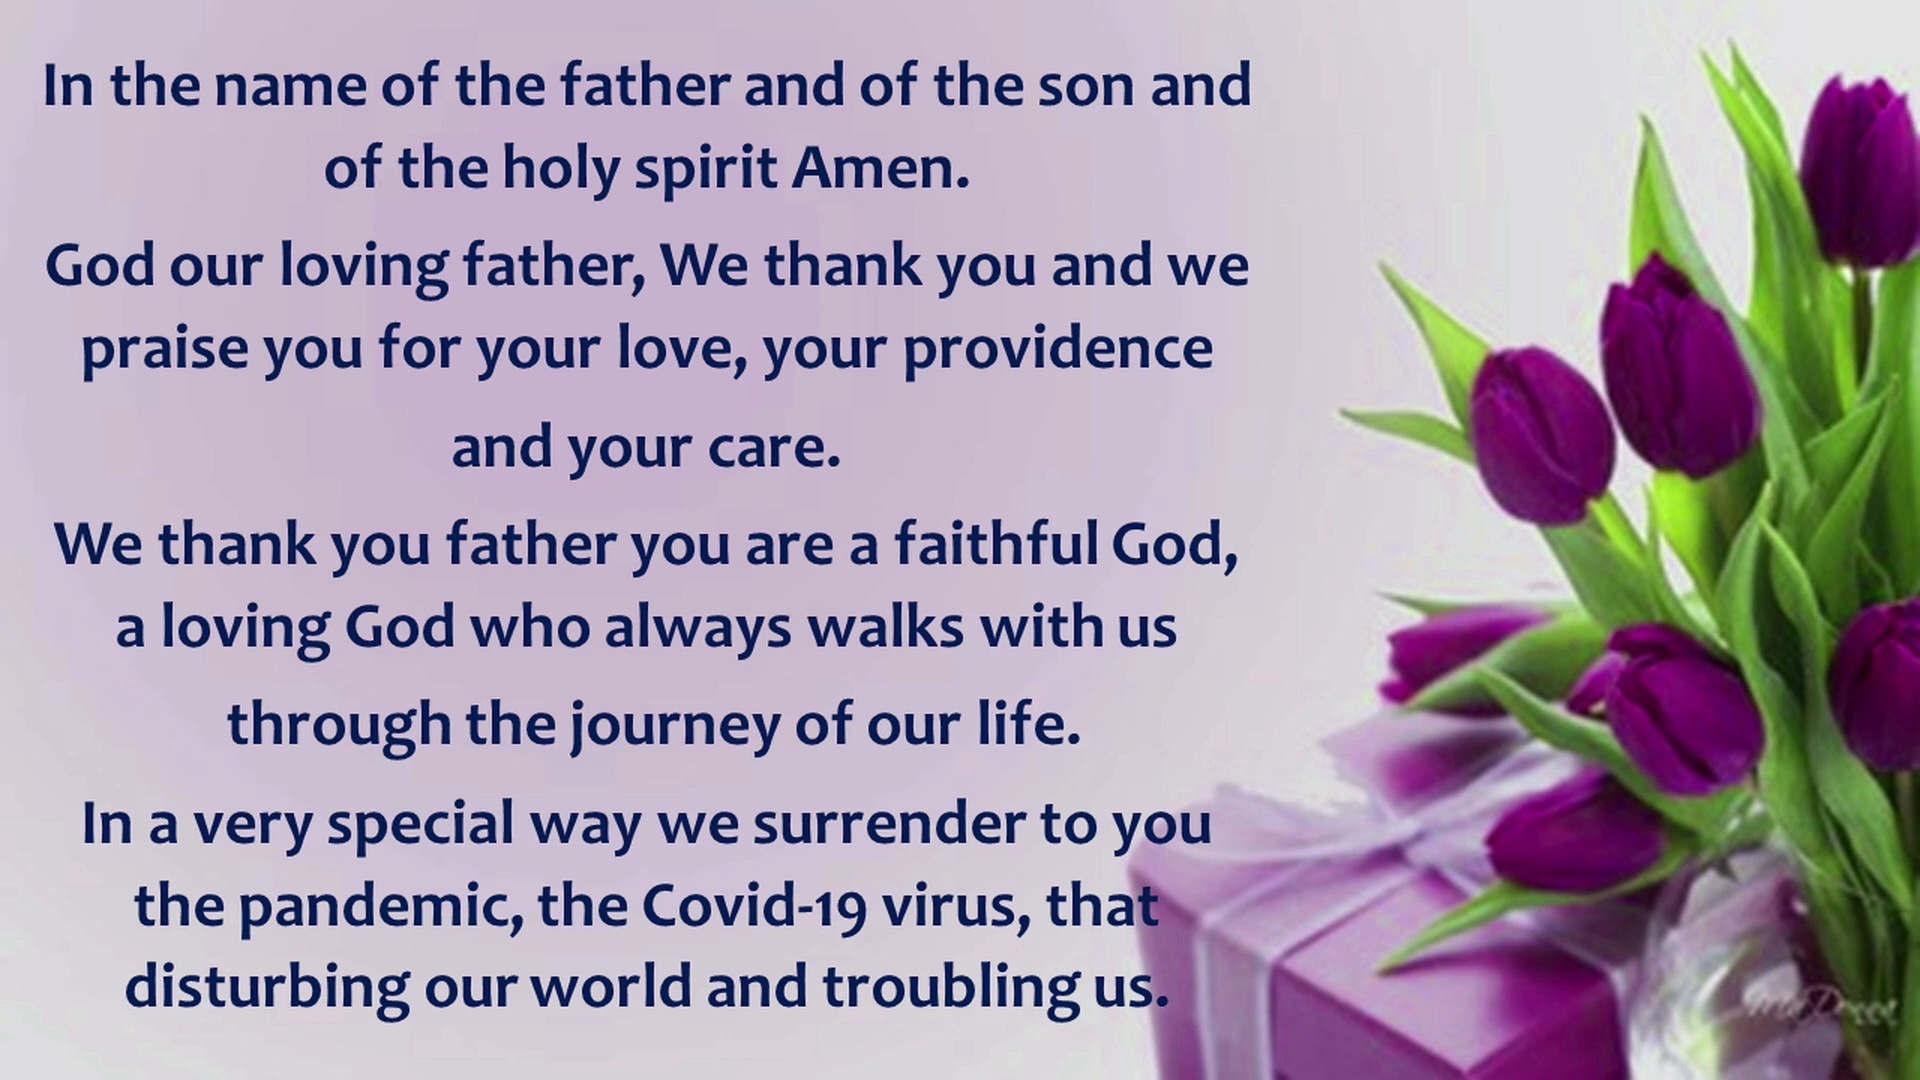 In the name of the father and of the son and
of the holy spirit Amen.
God our loving father, We thank you and we
praise you for your love, your providence
and your care.
We thank you father you are a faithful God,
a loving God who always walks with us
through the journey of our life.
In a very special way we surrender to you
the pandemic, the Covid-19 virus, that
disturbing our world and troubling us.